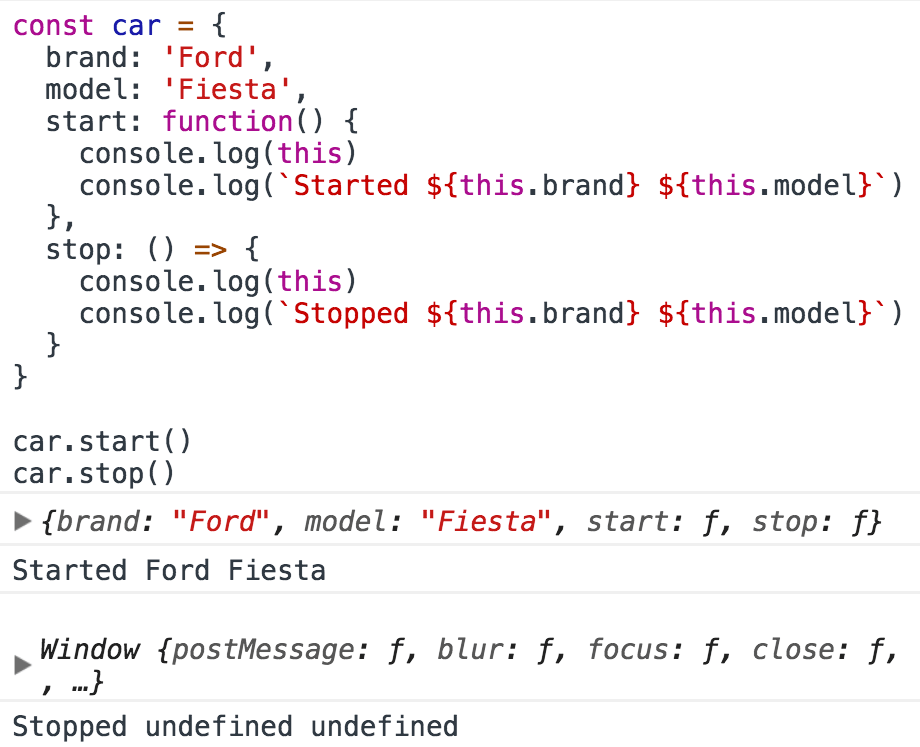 const car = {
  brand: 'Ford',
  model: 'Fiesta',
  start: function() {
    console.log(this)
    console.log(`Started ${this.brand} ${this.model}`)
  },
  stop: () => {
    console.log(this)
    console.log(`Stopped ${this.brand} ${this.model}`)
  }
}

car.start()
car.stop()
▶ {brand: "Ford", model: "Fiesta", start: ƒ, stop: ƒ}
Started Ford Fiesta
▶ Window {postMessage: ƒ, blur: ƒ, focus: ƒ, close: ƒ,
, …}
Stopped undefined undefined